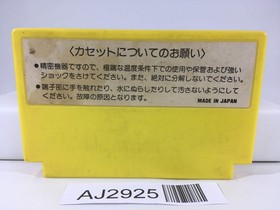 〈カセットについてのお願い〉
●精密機器ですので、極端な温度条件下での使用や保管および強い
ショックをさけてください。また、絶対に分解しないでください。
●端子部に手を触れたり、水にぬらしたりして汚さないようにして
ください。故障の原因となります。
MADE IN JAPAN
AJ2925